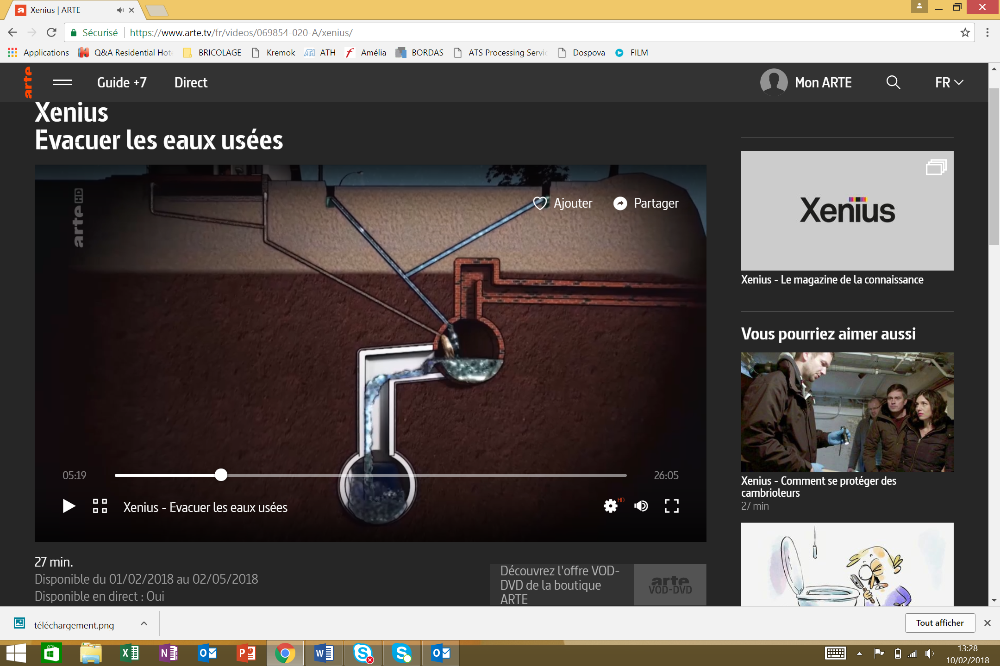 Xenius | ARTE
Sécurisé
https://www.arte.tv/fr/videos/069854-020-A/xenius/
Applications
Q&A Residential Hot
BRICOLAGE
Kremok
ATH
Amélia
BORDAS
ATS Processing Servic
Dospova
FILM
arte
Guide +7
Direct
Mon ARTE
FR
Xenius
Evacuer les eaux usées
arte HD
Ajouter
Partager
05:19
26:05
Xenius - Evacuer les eaux usées
HD
27 min.
Disponible du 01/02/2018 au 02/05/2018
Disponible en direct : Oui
Découvrez l'offre VOD-
DVD de la boutique
ARTE
arte
VOD-DVD
Xenius
Xenius - Le magazine de la connaissance
Vous pourriez aimer aussi
Xenius - Comment se protéger des
cambrioleurs
27 min
téléchargement.png
Tout afficher
13:28
10/02/2018